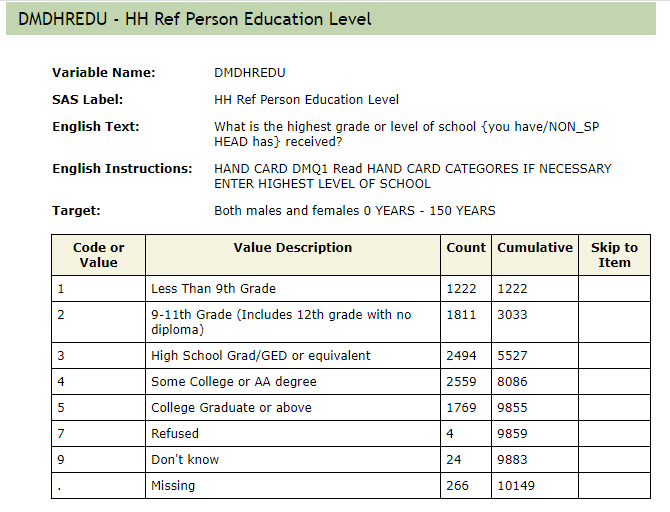 DMDHREDU - HH Ref Person Education Level
Variable Name: DMDHREDU
SAS Label: HH Ref Person Education Level
English Text: What is the highest grade or level of school {you have/NON_SP
HEAD has} received?
English Instructions: HAND CARD DMQ1 Read HAND CARD CATEGORES IF NECESSARY
ENTER HIGHEST LEVEL OF SCHOOL
Target: Both males and females 0 YEARS - 150 YEARS
Code or Value Value Description Count Cumulative Skip to Item
1 Less Than 9th Grade 1222 1222
2 9-11th Grade (Includes 12th grade with no 1811 3033
diploma)
3 High School Grad/GED or equivalent 2494 5527
4 Some College or AA degree 2559 8086
5 College Graduate or above 1769 9855
7 Refused 4 9859
9 Don't know 24 9883
. Missing 266 10149